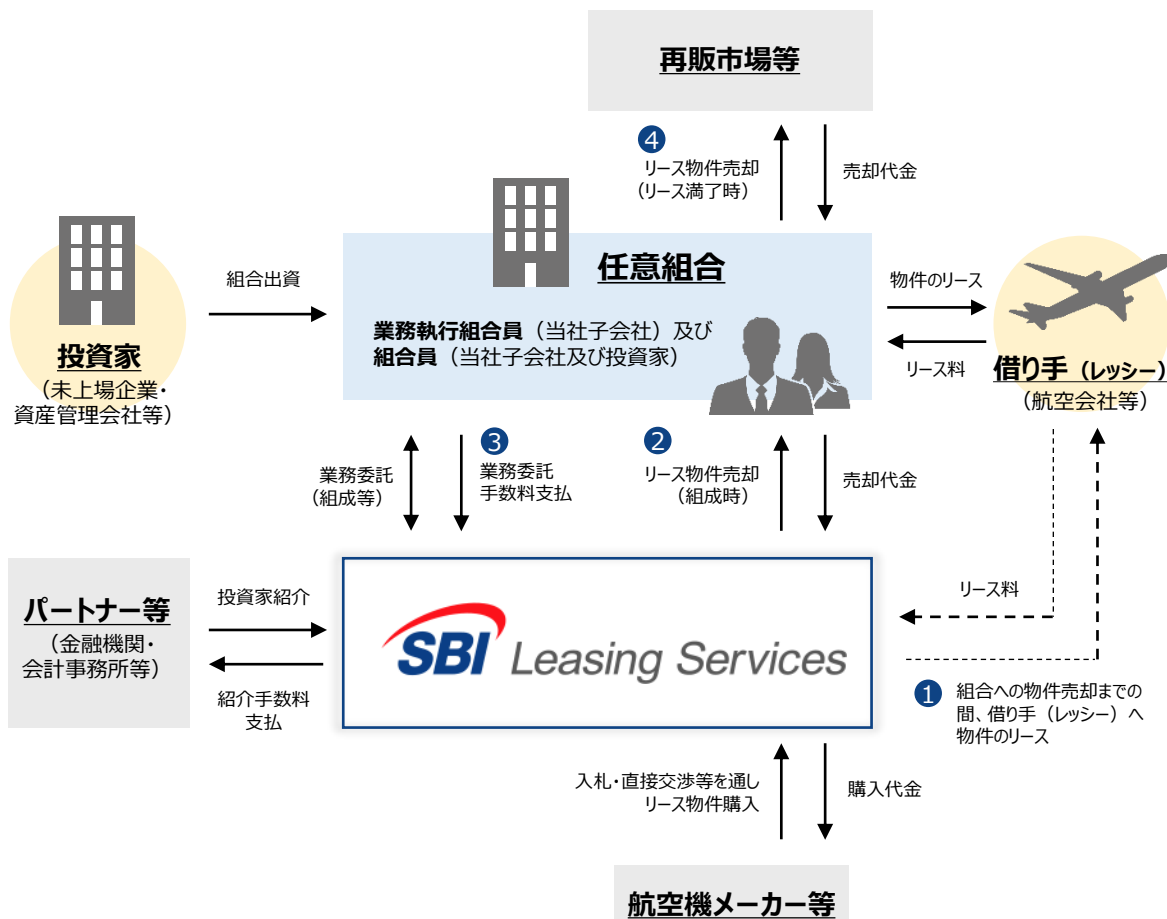 再販市場等
4
リース物件売却
（リース満了時）
売却代金
任意組合
業務執行組合員（当社子会社）及び
組合員（当社子会社及び投資家）
組合出資
投資家
（未上場企業・
資産管理会社等）
物件のリース
リース料
借り手（レッシー）
（航空会社等）
業務委託
（組成等）
3
業務委託
手数料支払
2
リース物件売却
（組成時）
売却代金
パートナー等
（金融機関・
会計事務所等）
投資家紹介
紹介手数料
支払
SBI Leasing Services
リース料
1
組合への物件売却までの
間、借り手（レッシー）へ
物件のリース
入札・直接交渉等を通し
リース物件購入
購入代金
航空機メーカー等